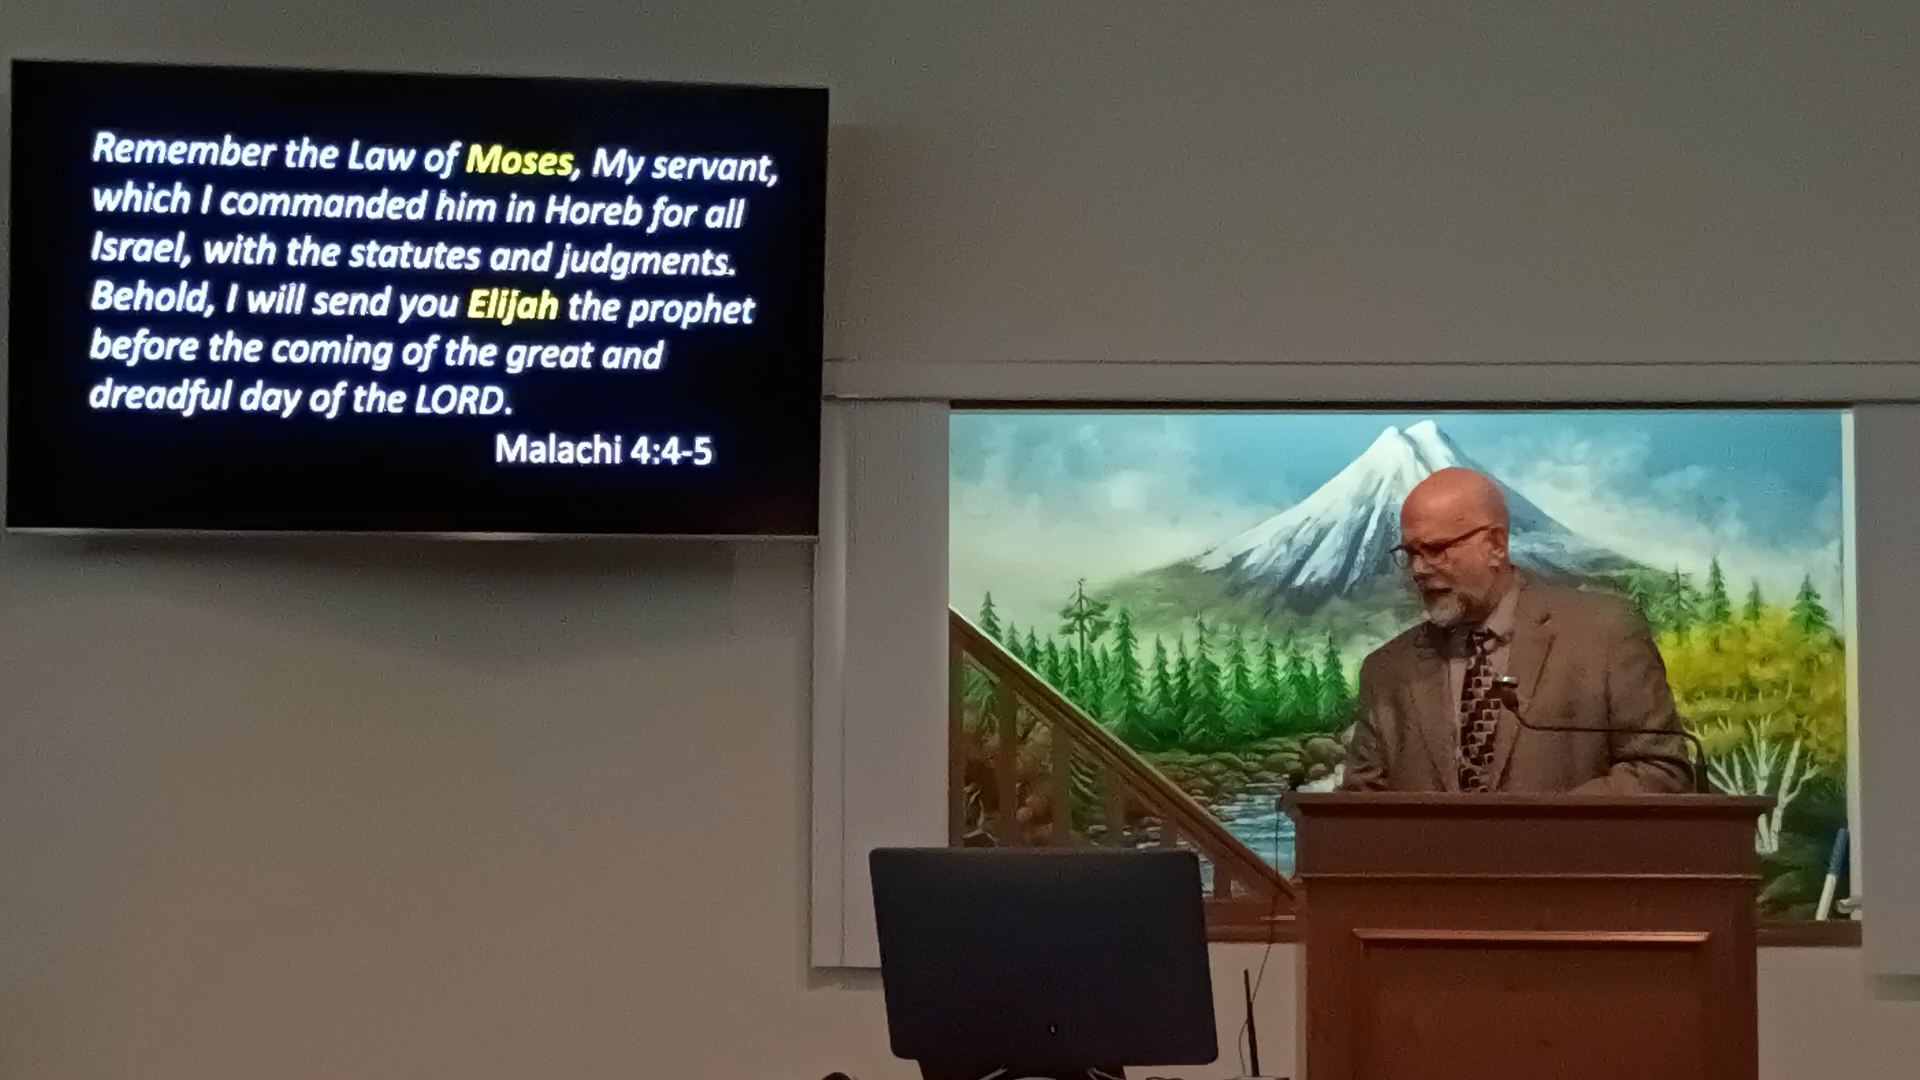 Remember the Law of Moses, My servant,
which I commanded him in Horeb for all
Israel, with the statutes and judgments.
Behold, I will send you Elijah the prophet
before the coming of the great and
dreadful day of the LORD.
Malachi 4:4-5